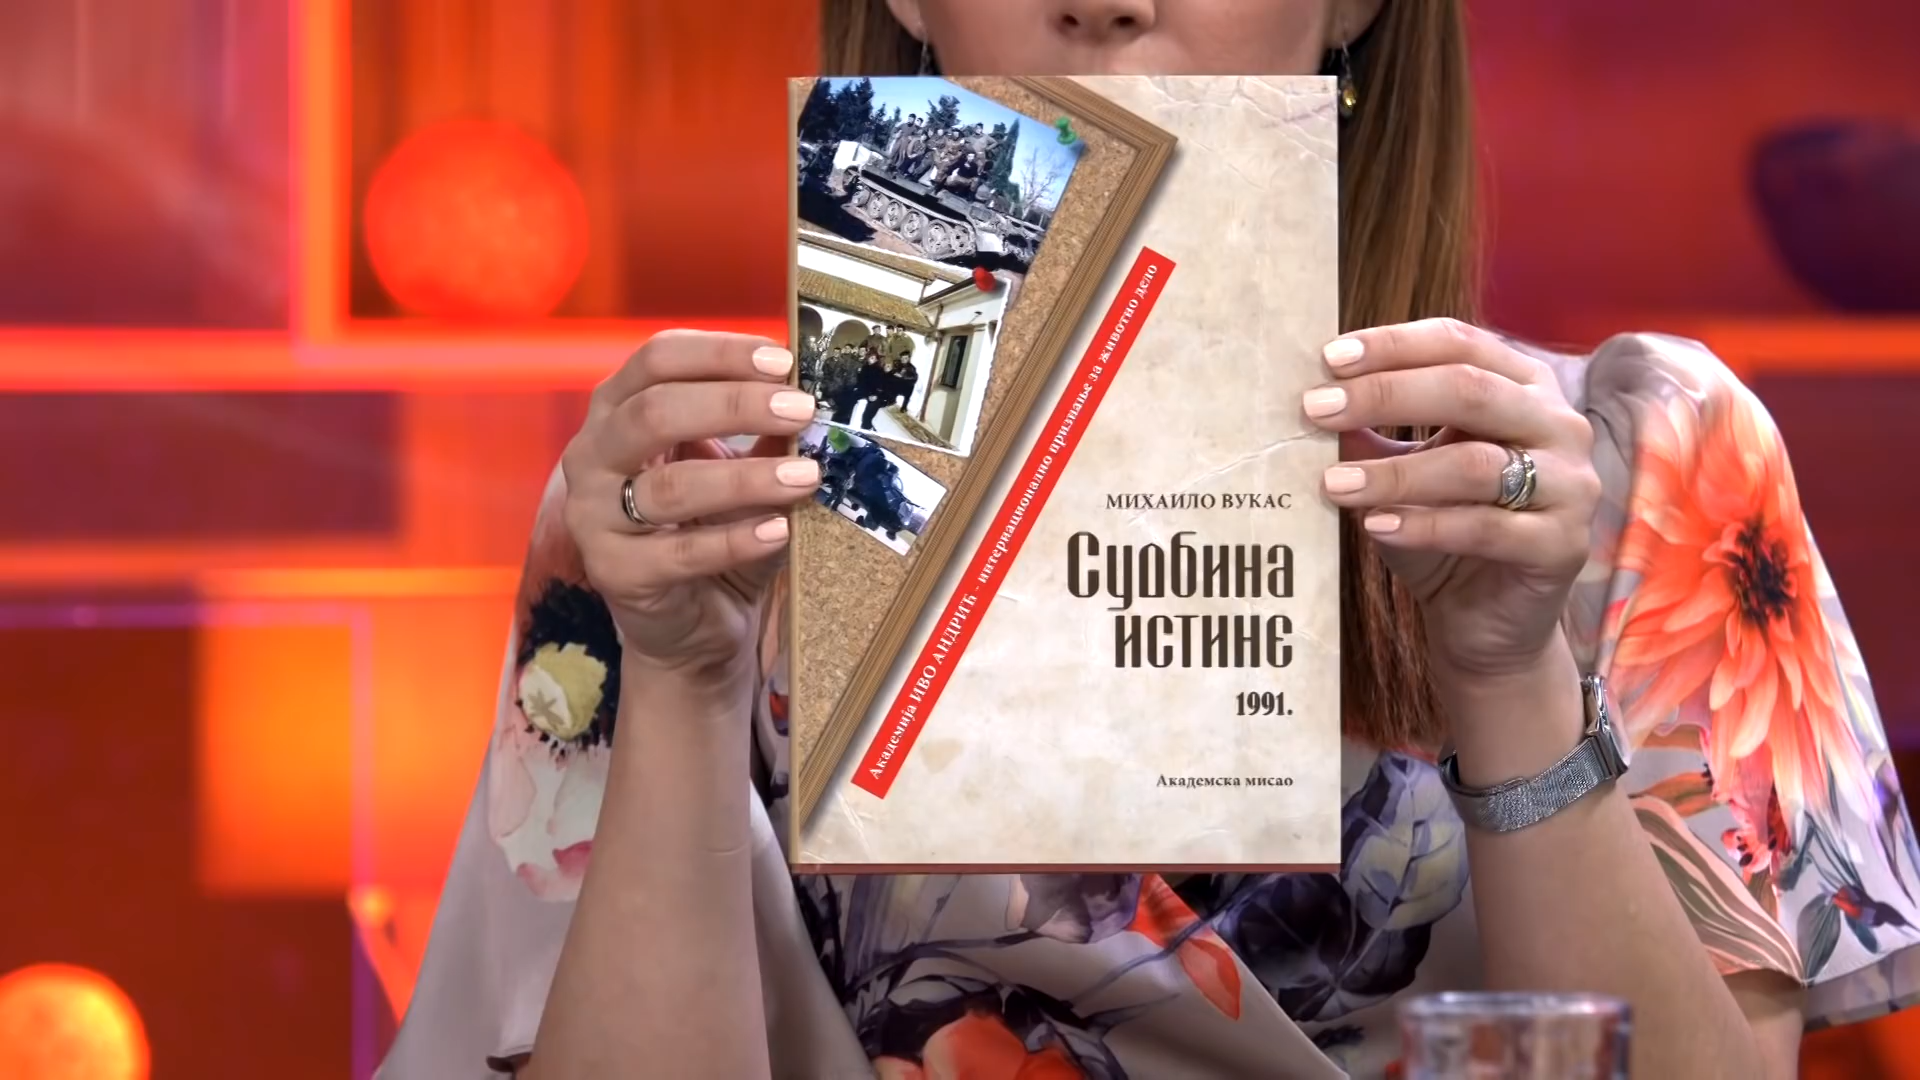 Академија ИВО АНДРИЋ - интернационално признање за животно дело
МИХАИЛО ВУКАС
Судбина
истине
1991.
Академска мисао